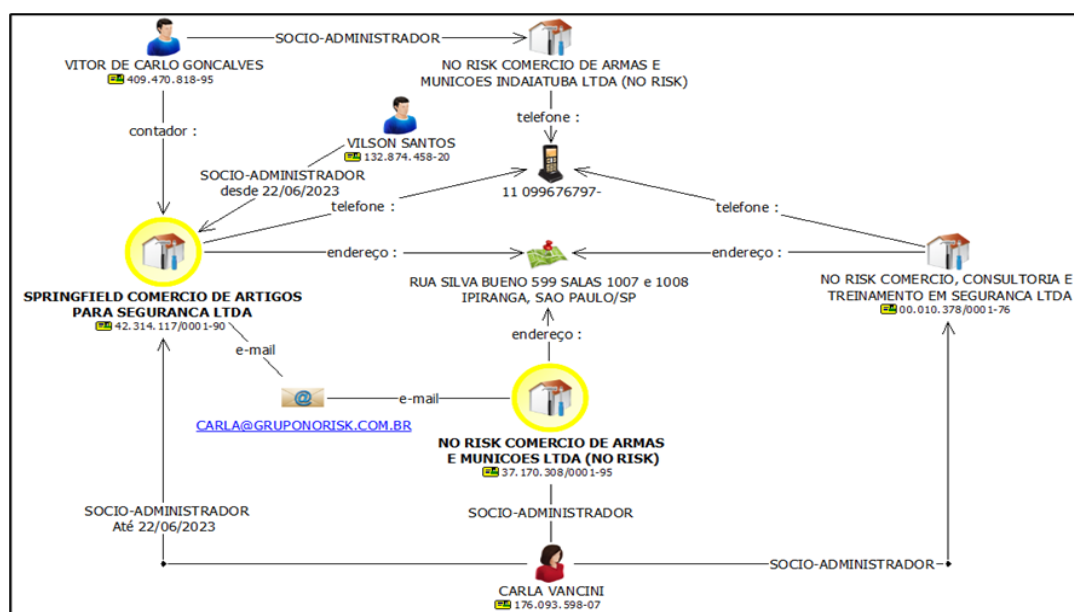 SOCIO-ADMINISTRADOR
VITOR DE CARLO GONCALVES
409.470.818-95
NO RISK COMERCIO DE ARMAS E
MUNICOES INDAIATUBA LTDA (NO RISK)
contador :
telefone :
VILSON SANTOS
132.874.458-20
SOCIO-ADMINISTRADOR
desde 22/06/2023
11 099676797-
telefone :
telefone :
endereço :
endereço :
RUA SILVA BUENO 599 SALAS 1007 e 1008
IPIRANGA, SAO PAULO/SP
NO RISK COMERCIO, CONSULTORIA E
TREINAMENTO EM SEGURANCA LTDA
00.010.378/0001-76
SPRINGFIELD COMERCIO DE ARTIGOS
PARA SEGURANCA LTDA
42.314.117/0001-90
endereço :
e-mail
e-mail
CARLA@GRUPONORISK.COM.BR
NO RISK COMERCIO DE ARMAS
E MUNICOES LTDA (NO RISK)
37.170.308/0001-95
SOCIO-ADMINISTRADOR
Até 22/06/2023
SOCIO-ADMINISTRADOR
SOCIO-ADMINISTRADOR
CARLA VANCINI
176.093.598-07